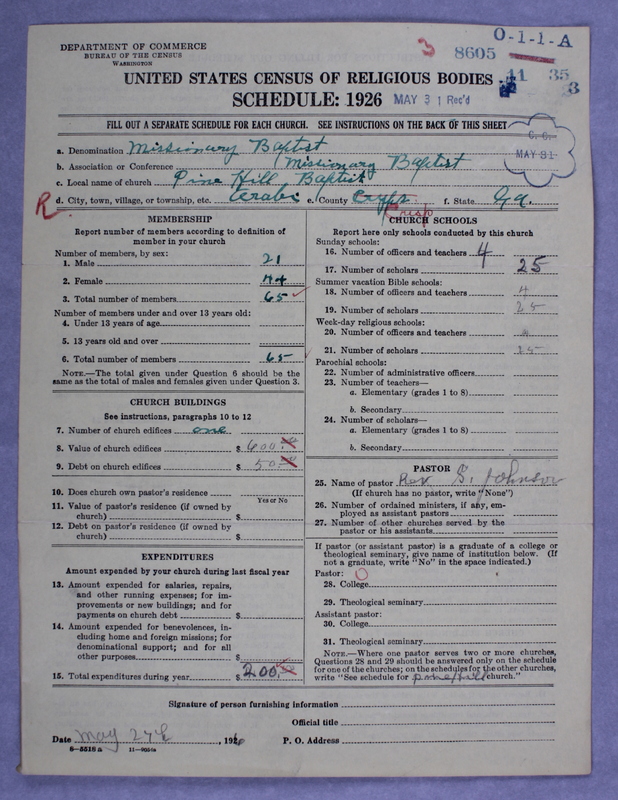 DEPARTMENT OF COMMERCE
BUREAU OF THE CENSUS
WASHINGTON
3 8605 O-1-1-A
11 35 3
UNITED STATES CENSUS OF RELIGIOUS BODIES
SCHEDULE: 1926 MAY 31 Rec'd
FILL OUT A SEPARATE SCHEDULE FOR EACH CHURCH. SEE INSTRUCTIONS ON THE BACK OF THIS SHEET
C. C.
MAY 31
a. Denomination Missionary Baptist
b. Association or Conference (Missionary Baptist
c. Local name of church Pine Hill Baptist
R d. City, town, village, or township, etc. Arabi e. County Crisp f. State Ga.
MEMBERSHIP
Report number of members according to definition of
member in your church
Number of members, by sex:
1. Male 21
2. Female 44
3. Total number of members 65
Number of members under and over 13 years old:
4. Under 13 years of age
5. 13 years old and over
6. Total number of members 65
NOTE.—The total given under Question 6 should be
same as the total of males and females given under Question 3.
CHURCH BUILDINGS
See instructions, paragraphs 10 to 12
7. Number of church edifices one
8. Value of church edifices $ 600.00
9. Debt on church edifices $ 50.00
10. Does church own pastor's residence
Yes or No
11. Value of pastor's residence (if owned by
church) $
12. Debt on pastor's residence (if owned by
church) $
EXPENDITURES
Amount expended by your church during last fiscal year
13. Amount expended for salaries, repairs,
and other running expenses; for im-
provements or new buildings; and for
payments on church debt $
14. Amount expended for benevolences, in-
cluding home and foreign missions; for
denominational support; and for all
other purposes $
15. Total expenditures during year $ 200.00
CHURCH SCHOOLS
Report here only schools conducted by this church
Sunday schools:
16. Number of officers and teachers 4
17. Number of scholars 25
Summer vacation Bible schools:
18. Number of officers and teachers 4
19. Number of scholars 25
Week-day religious schools:
20. Number of officers and teachers
21. Number of scholars 25
Parochial schools:
22. Number of administrative officers
23. Number of teachers—
a. Elementary (grades 1 to 8)
b. Secondary
24. Number of scholars—
a. Elementary (grades 1 to 8)
b. Secondary
PASTOR
25. Name of pastor Rev S. Johnson
(If church has no pastor, write "None")
26. Number of ordained ministers, if any, em-
ployed as assistant pastors
27. Number of other churches served by the
pastor or his assistants
If pastor (or assistant pastor) is a graduate of a college or
theological seminary, give name of institution below. (If
not a graduate, write "No" in the space indicated.)
Pastor: O
28. College
29. Theological seminary
Assistant pastor:
30. College
31. Theological seminary
NOTE.—Where one pastor serves two or more churches,
Questions 28 and 29 should be answered only on the schedule
for one of the churches; on the schedules for the other churches,
write "See schedule for pine Hill church."
Signature of person furnishing information
Official title
Date May 27th, 1926 P. O. Address
6—5518a 11—9054a